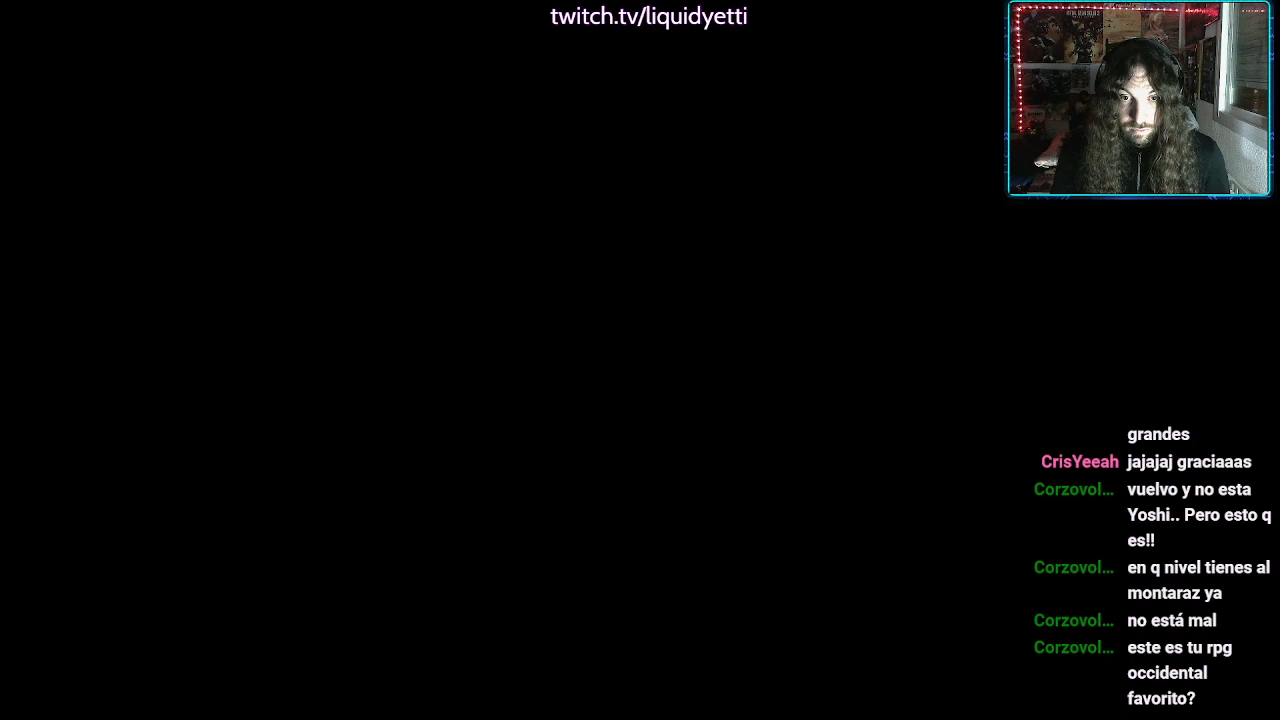 twitch.tv/liquidyetti
grandes
CrisYeeah jajajaj graciaaas
Corzovol... vuelvo y no esta
Yoshi.. Pero esto q
es!!
Corzovol... en q nivel tienes al
montaraz ya
Corzovol... no está mal
Corzovol... este es tu rpg
occidental
favorito?